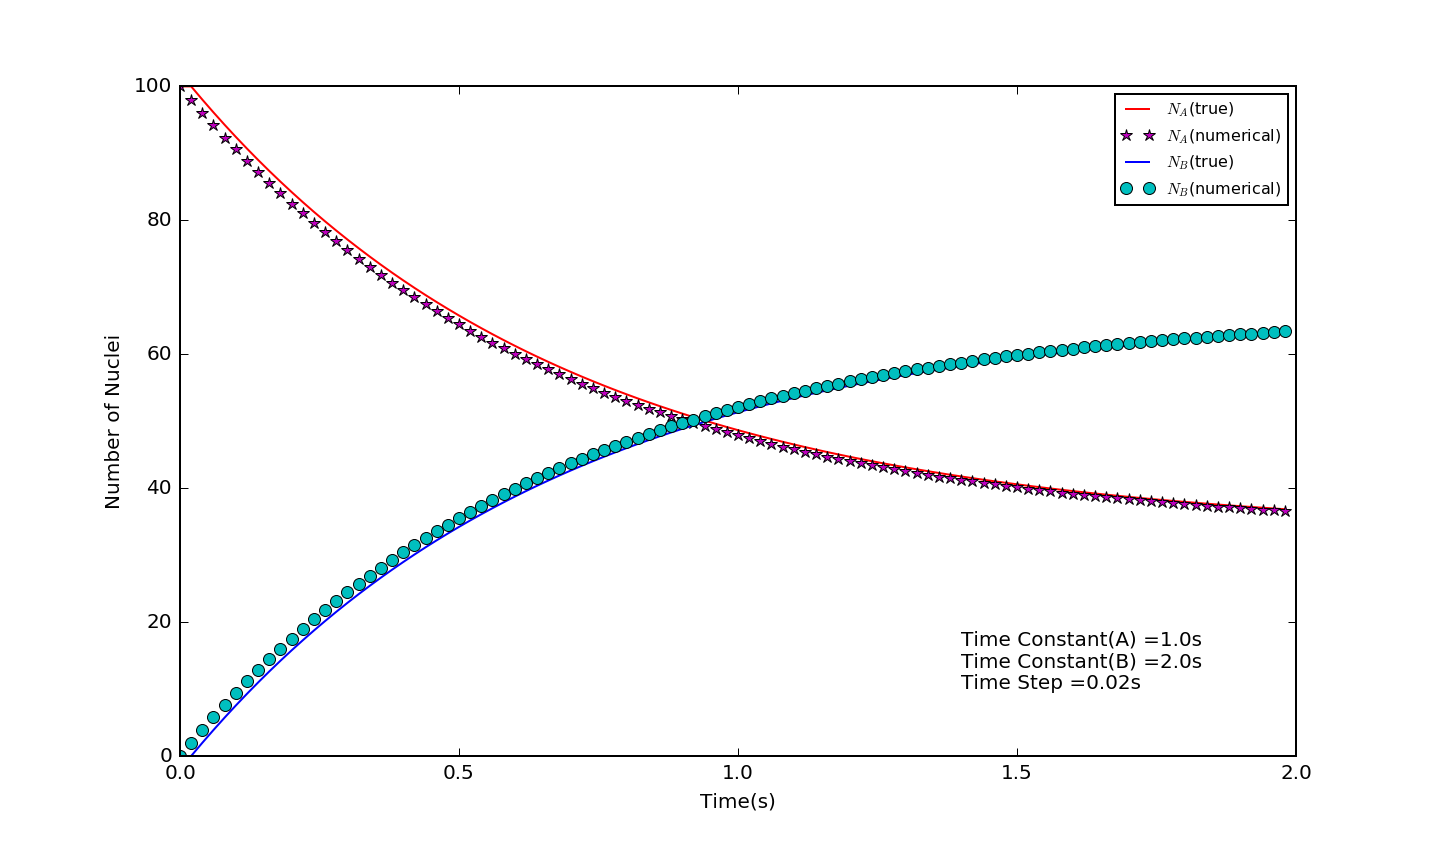 100
80
60
40
20
0
Number of Nuclei
N_A(true)
N_A(numerical)
N_B(true)
N_B(numerical)
Time Constant(A) =1.0s
Time Constant(B) =2.0s
Time Step =0.02s
0.0 0.5 1.0 1.5 2.0
Time(s)